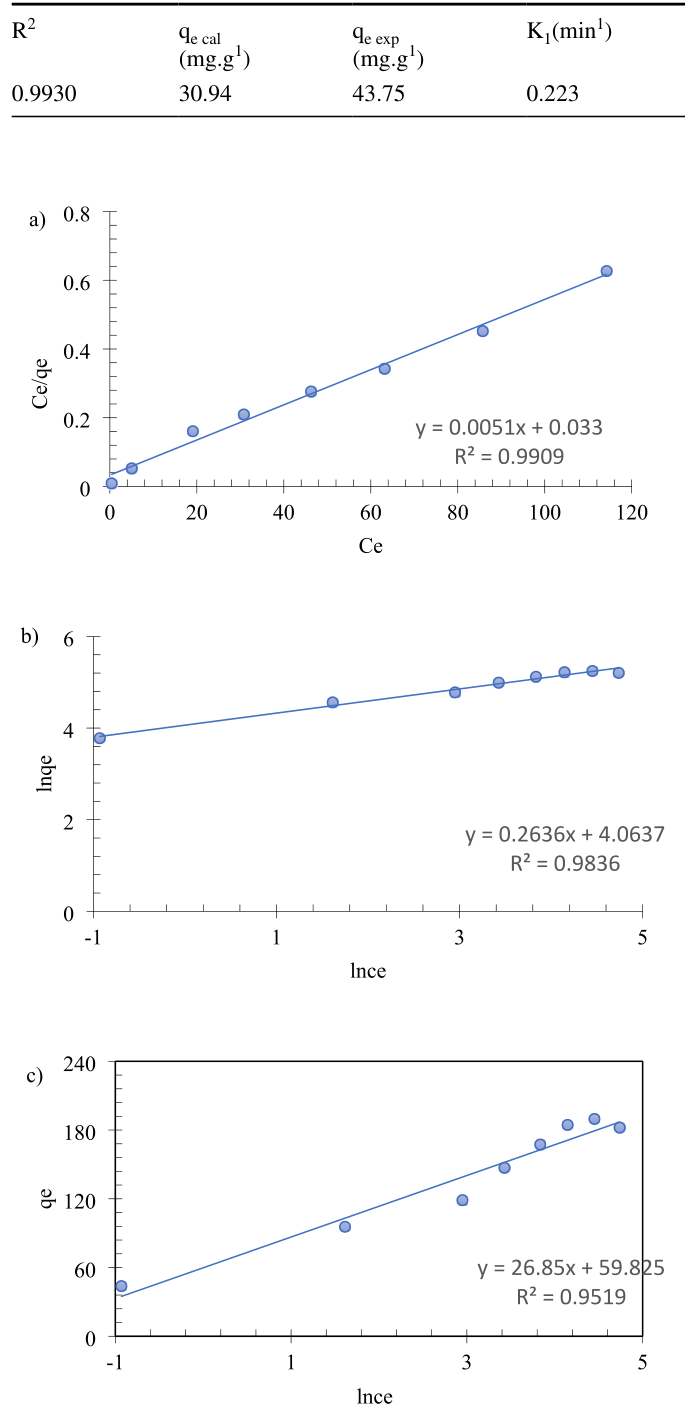 R² q_e cal q_e exp K₁(min¹)
(mg.g¹) (mg.g¹)
0.9930 30.94 43.75 0.223
a)
0.8
0.6
0.4
0.2
0
Ce/qe
y = 0.0051x + 0.033
R² = 0.9909
0 20 40 60 80 100 120
Ce
b)
6
4
2
0
lnqe
y = 0.2636x + 4.0637
R² = 0.9836
-1 1 3 5
lnce
c)
240
180
120
60
0
qe
y = 26.85x + 59.825
R² = 0.9519
-1 1 3 5
lnce